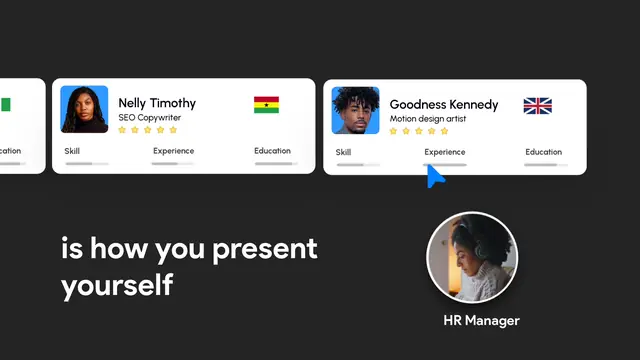 Nelly Timothy
SEO Copywriter
Skill
Experience
Education
Goodness Kennedy
Motion design artist
Skill
Experience
Education
is how you present
yourself
HR Manager